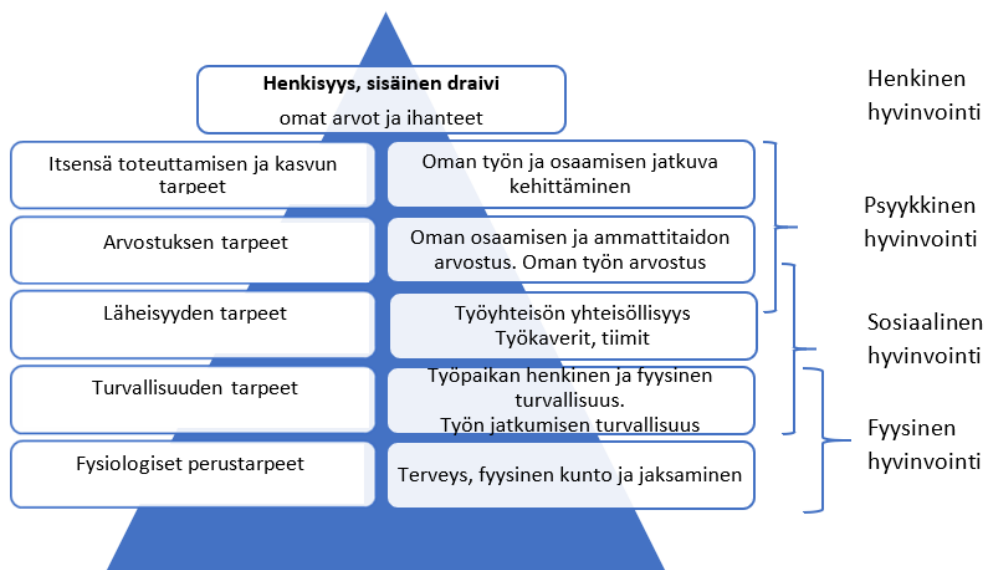 Henkisyys, sisäinen draivi
omat arvot ja ihanteet
Henkinen
hyvinvointi
Itsensä toteuttamisen ja kasvun
tarpeet
Oman työn ja osaamisen jatkuva
kehittäminen
Psyykkinen
hyvinvointi
Arvostuksen tarpeet
Oman osaamisen ja ammattitaidon
arvostus. Oman työn arvostus
Läheisyyden tarpeet
Työyhteisön yhteisöllisyys
Työkaverit, tiimit
Sosiaalinen
hyvinvointi
Turvallisuuden tarpeet
Työpaikan henkinen ja fyysinen
turvallisuus.
Työn jatkumisen turvallisuus
Fyysinen
hyvinvointi
Fysiologiset perustarpeet
Terveys, fyysinen kunto ja jaksaminen